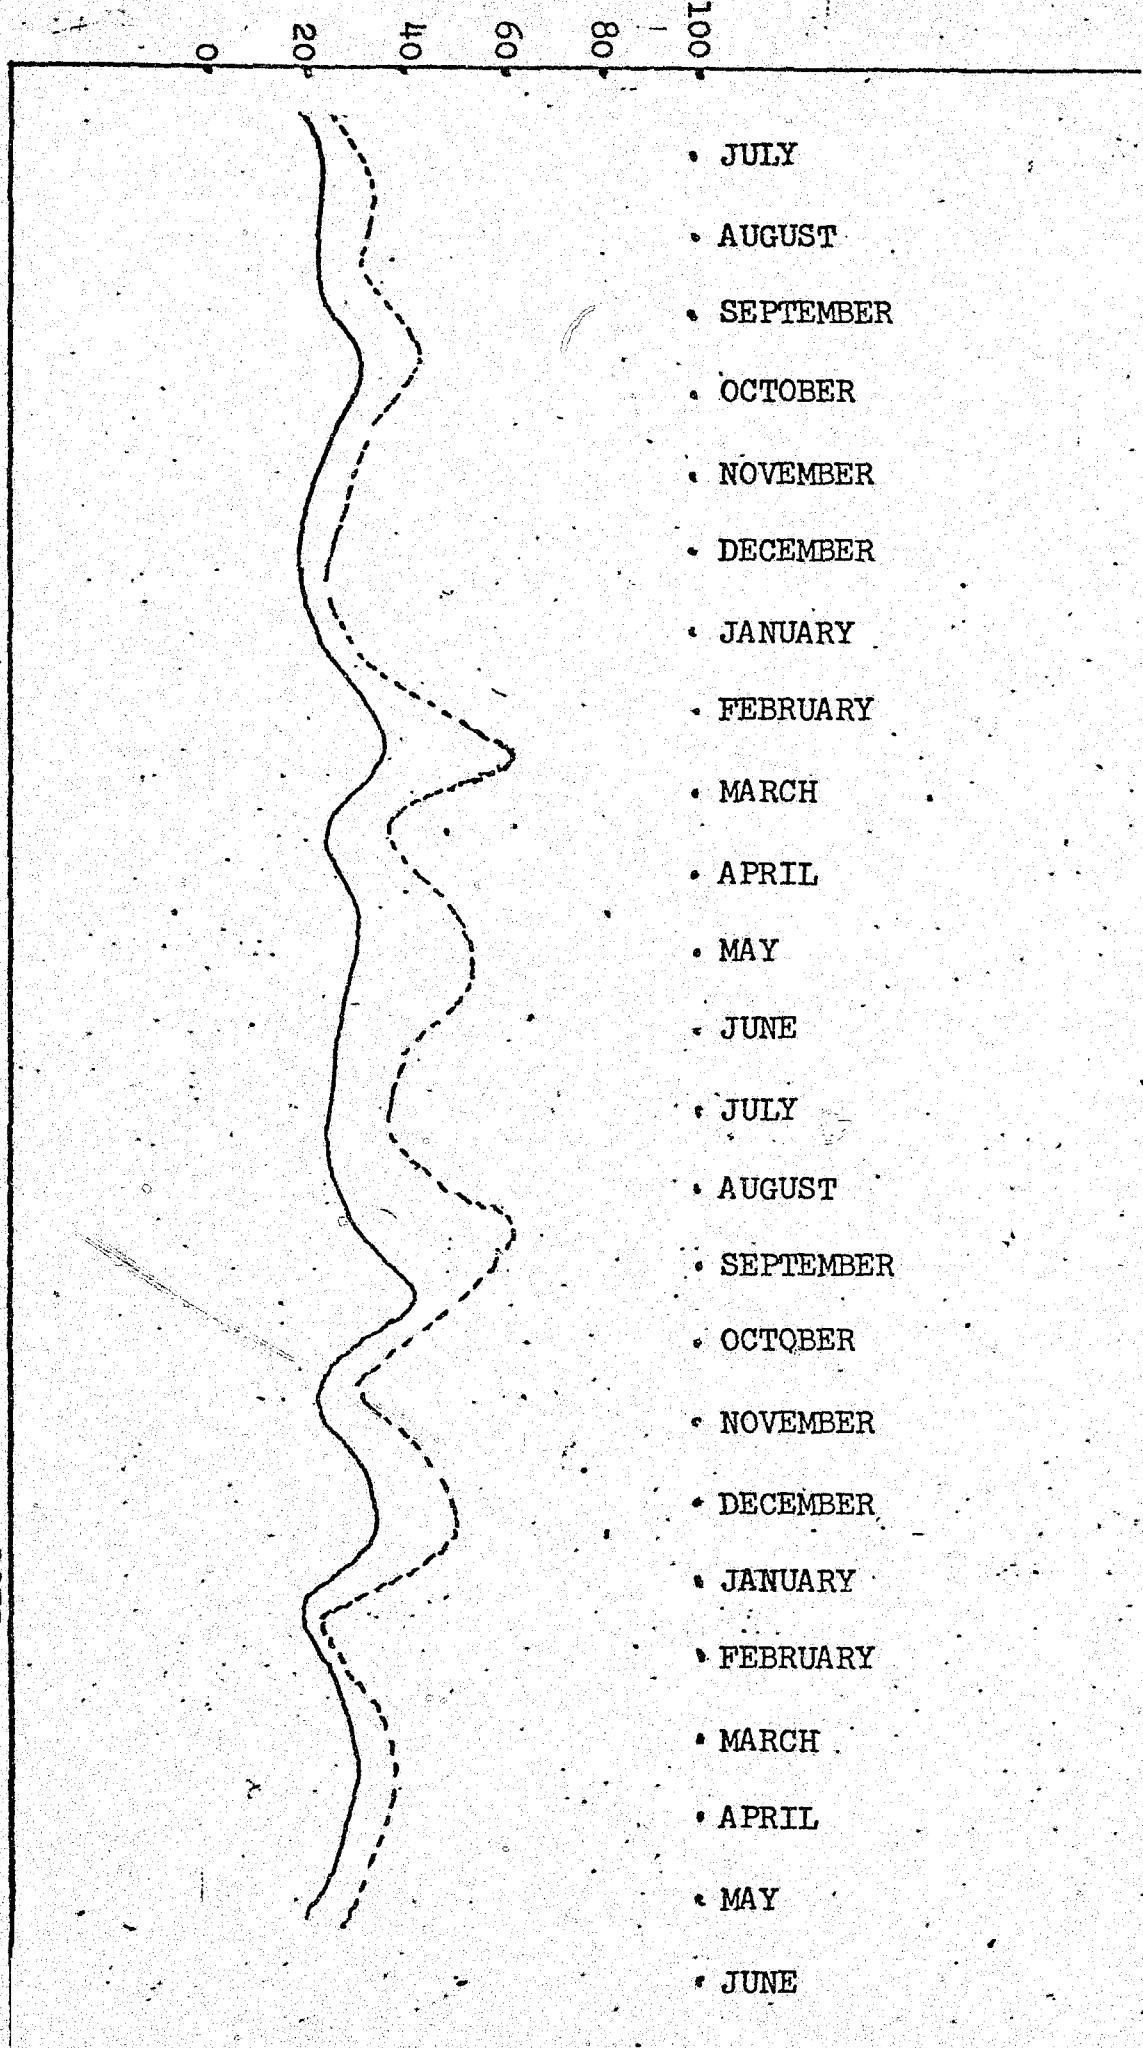 0 20 40 60 80 100
JULY
AUGUST
SEPTEMBER
OCTOBER
NOVEMBER
DECEMBER
JANUARY
FEBRUARY
MARCH
APRIL
MAY
JUNE
JULY
AUGUST
SEPTEMBER
OCTOBER
NOVEMBER
DECEMBER
JANUARY
FEBRUARY
MARCH
APRIL
MAY
JUNE